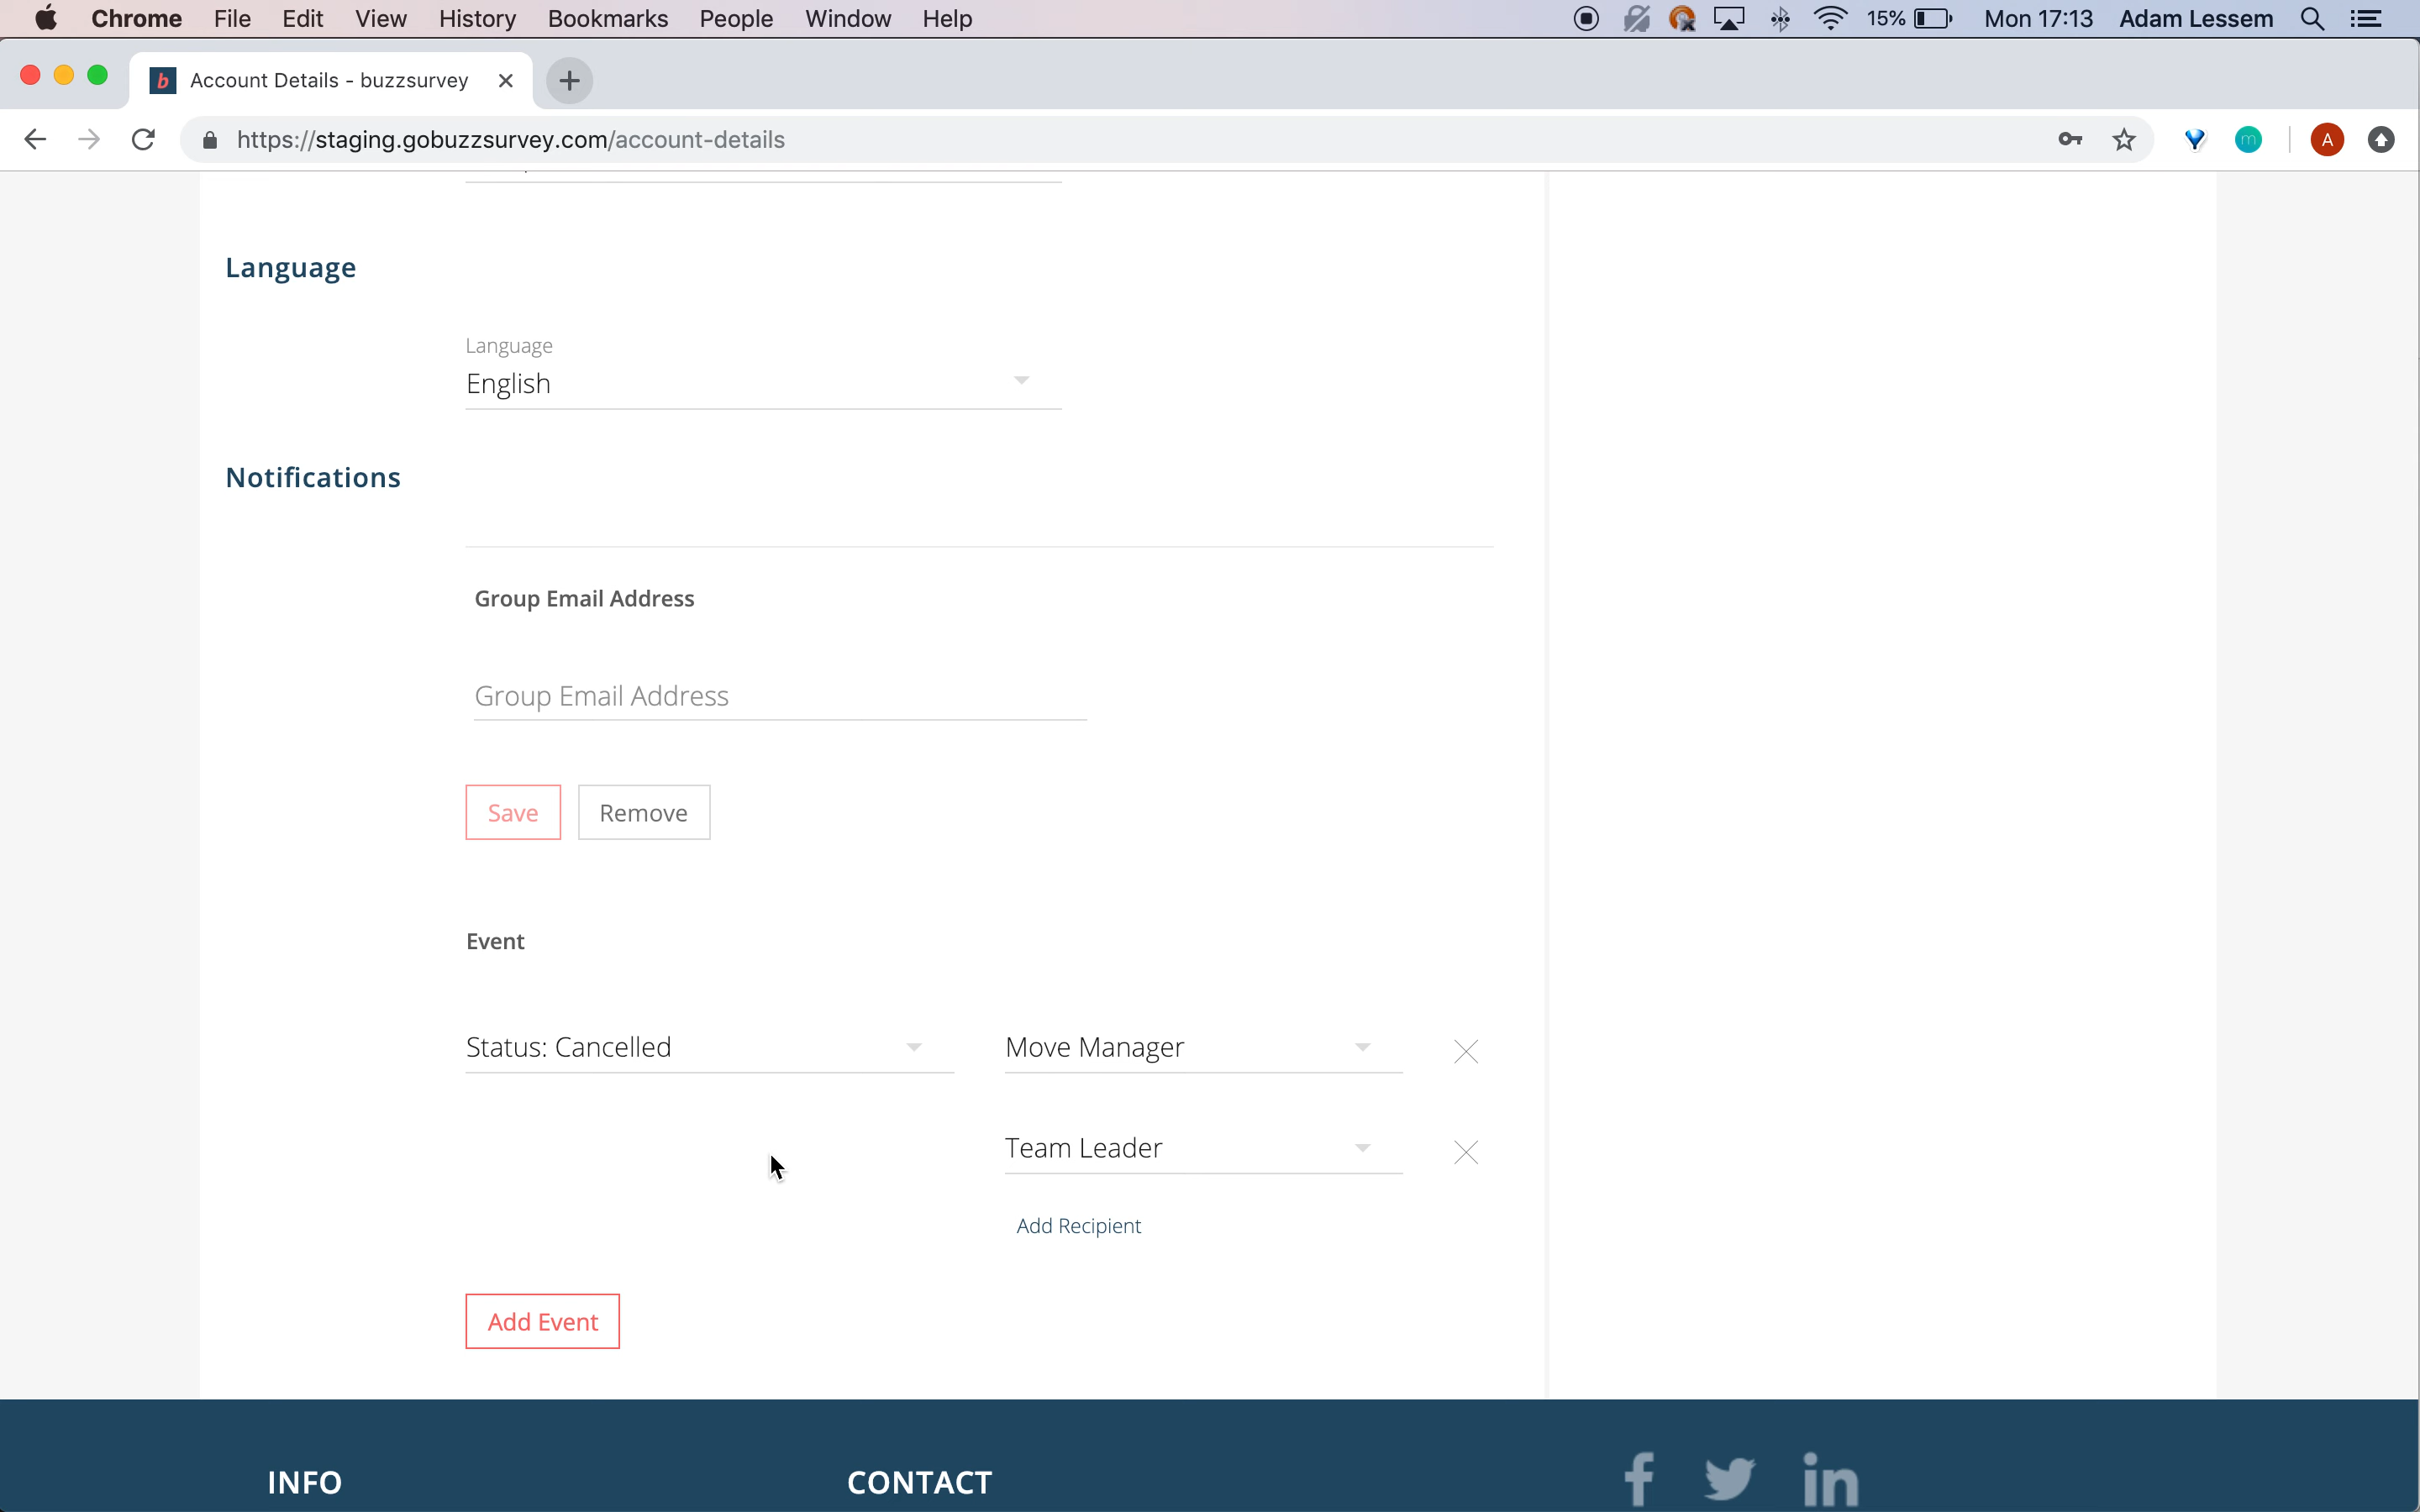 Chrome File Edit View History Bookmarks People Window Help 15% Mon 17:13 Adam Lessem
b Account Details - buzzsurvey
https://staging.gobuzzsurvey.com/account-details m A
Language
Language
English
Notifications
Group Email Address
Group Email Address
Save Remove
Event
Status: Cancelled Move Manager
Team Leader
Add Recipient
Add Event
INFO CONTACT f in